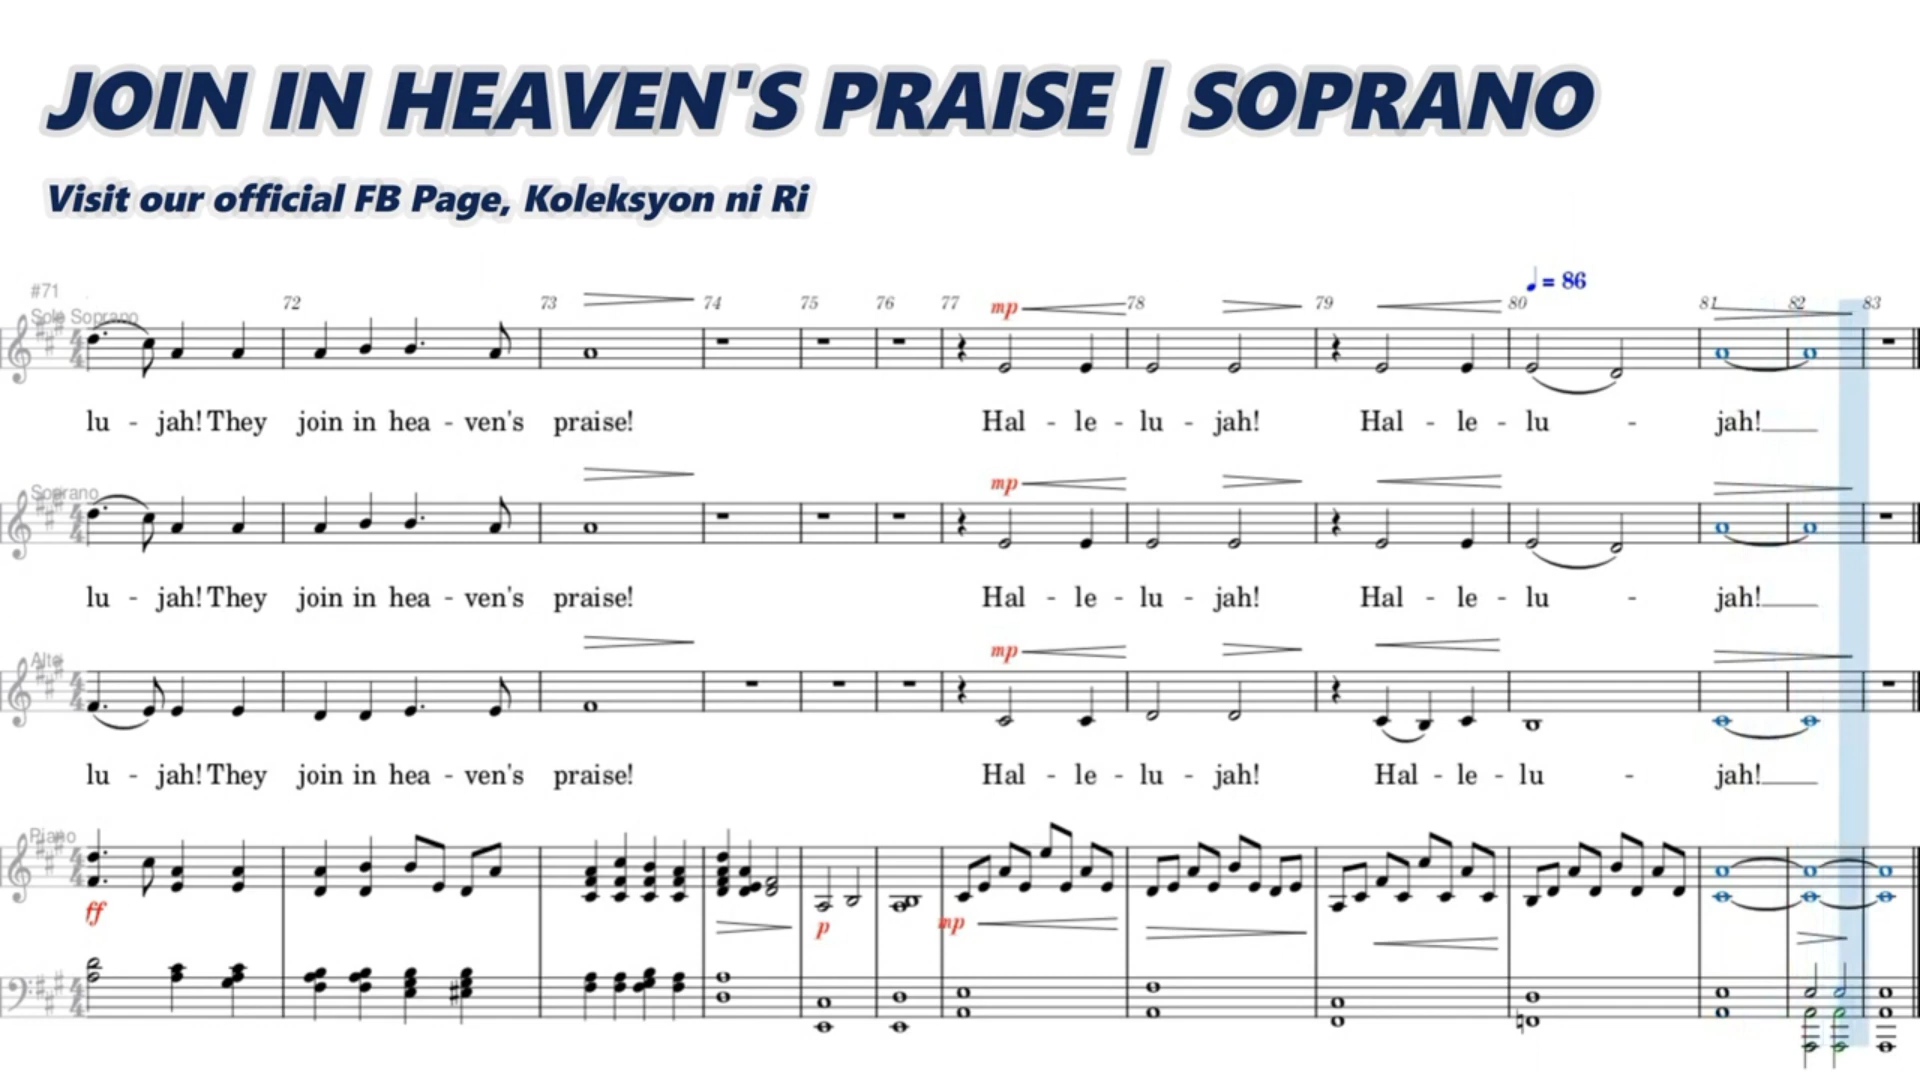 JOIN IN HEAVEN'S PRAISE | SOPRANO
Visit our official FB Page, Koleksyon ni Ri
♩ = 86
#71 72 73 74 75 76 77 78 79 80 81 82 83
Solo Soprano
mp
lu - jah! They join in hea - ven's praise! Hal - le - lu - jah! Hal - le - lu - jah!
Soprano
mp
lu - jah! They join in hea - ven's praise! Hal - le - lu - jah! Hal - le - lu - jah!
Alto
mp
lu - jah! They join in hea - ven's praise! Hal - le - lu - jah! Hal - le - lu - jah!
Piano
ff p mp